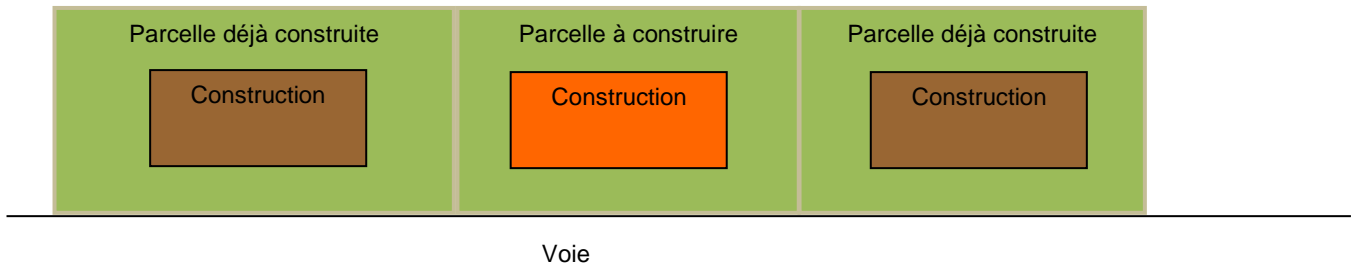 Parcelle déjà construite
Parcelle à construire
Parcelle déjà construite
Construction
Construction
Construction
Voie